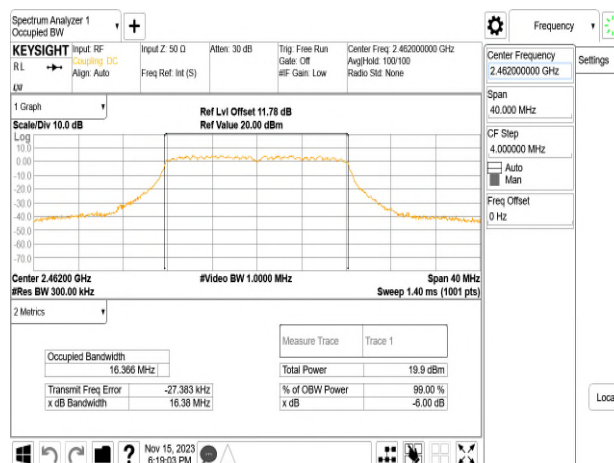 Spectrum Analyzer 1
Occupied BW
+
Frequency
KEYSIGHT Input: RF Input Z: 50 Ω Atten: 30 dB Trig: Free Run Center Freq: 2.462000000 GHz
RL Coupling: DC Gate: Off Avg|Hold: 100/100
Align: Auto Freq Ref: Int (S) #IF Gain: Low Radio Std: None
LXI
Center Frequency
2.462000000 GHz
Settings
Span
40.000 MHz
CF Step
4.000000 MHz
Auto
Man
Freq Offset
0 Hz
1 Graph
Ref Lvl Offset 11.78 dB
Scale/Div 10.0 dB Ref Value 20.00 dBm
Log
10.0
0.00
-10.0
-20.0
-30.0
-40.0
-50.0
-60.0
-70.0
Center 2.46200 GHz #Video BW 1.0000 MHz Span 40 MHz
#Res BW 300.00 kHz Sweep 1.40 ms (1001 pts)
2 Metrics
Measure Trace Trace 1
Occupied Bandwidth
16.366 MHz Total Power 19.9 dBm
Transmit Freq Error -27.383 kHz % of OBW Power 99.00 %
x dB Bandwidth 16.38 MHz x dB -6.00 dB
Loca
? Nov 15, 2023
6:19:03 PM